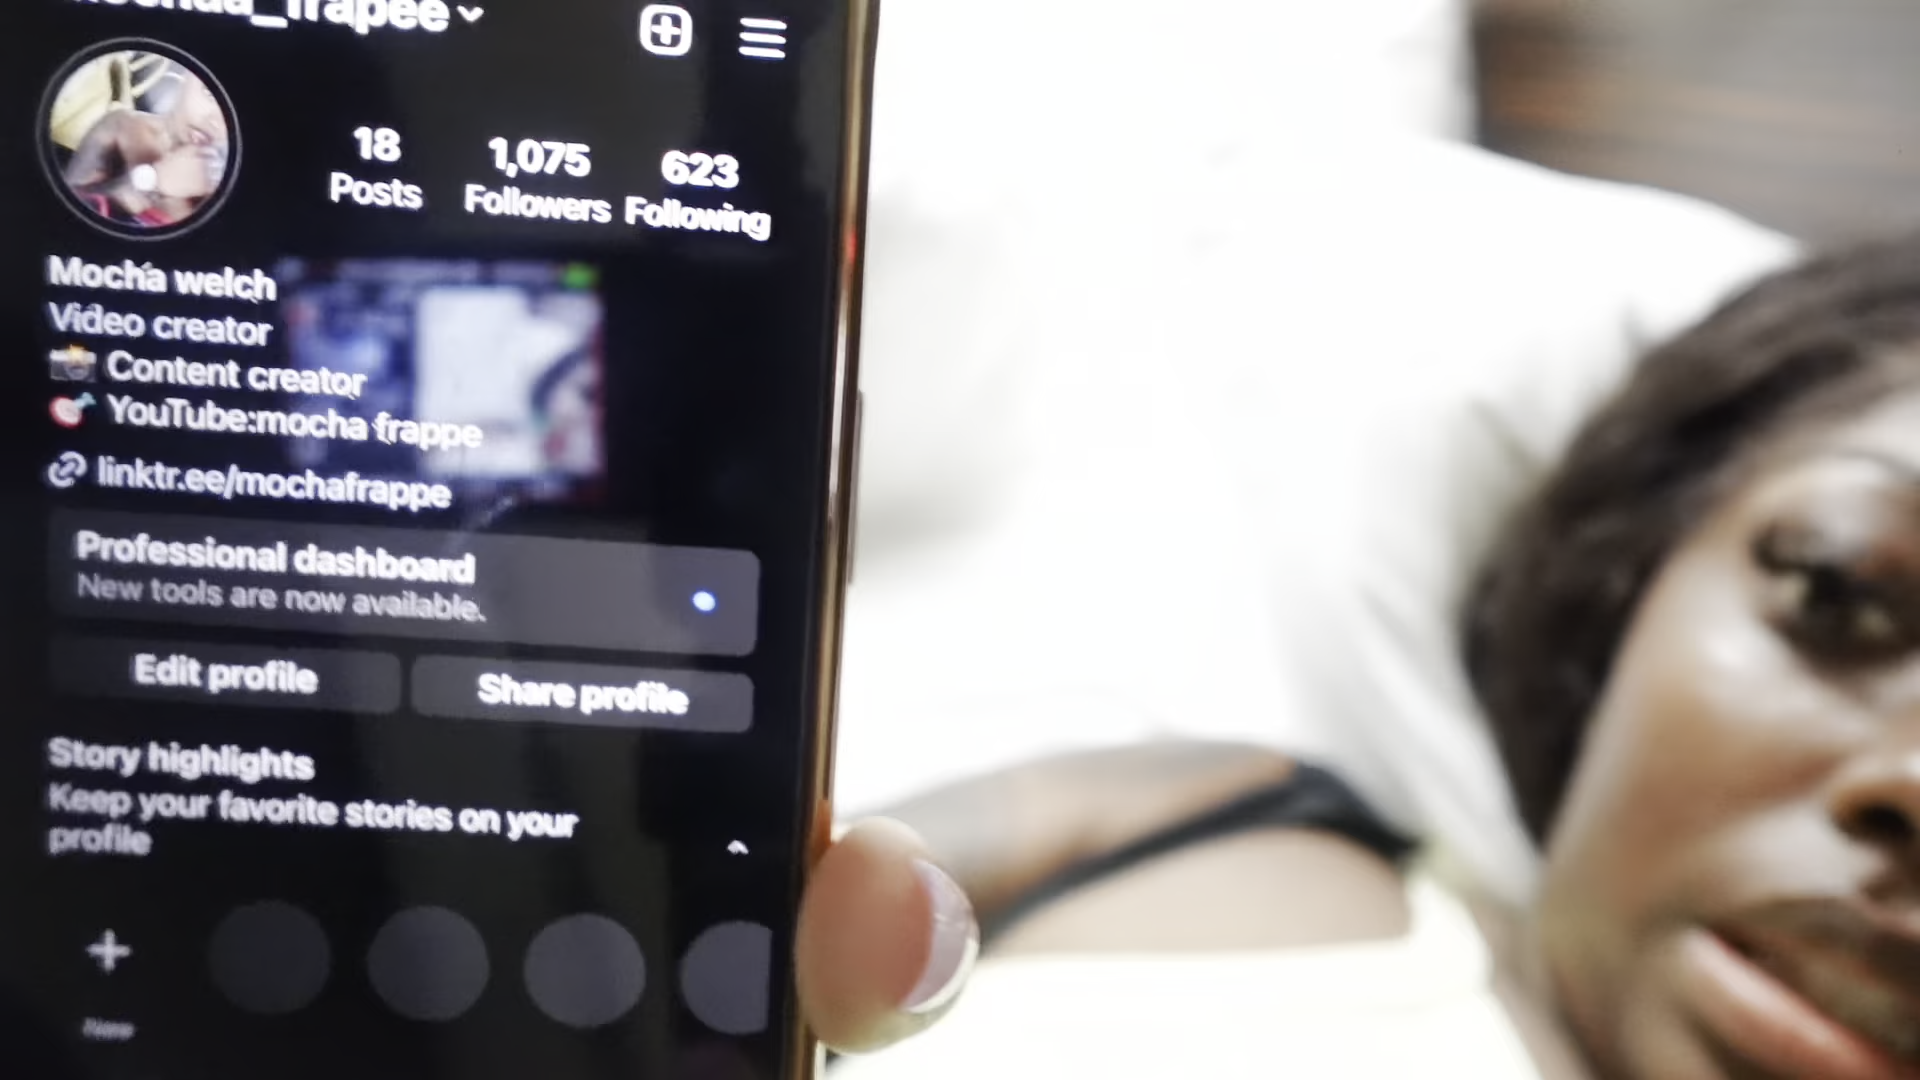 18
Posts
1,075
Followers
623
Following
Mocha welch
Video creator
Content creator
YouTube:mocha frappe
linktr.ee/mochafrappe
Professional dashboard
New tools are now available.
Edit profile
Share profile
Story highlights
Keep your favorite stories on your
profile
New